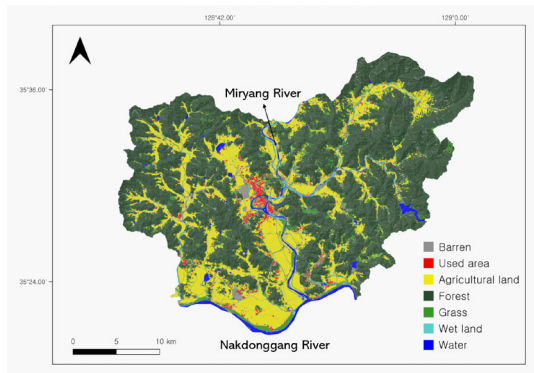 128°42.00'
129°0.00'
35°36.00'
Miryang River
Barren
Used area
Agricultural land
35°24.00'
Forest
Grass
Wet land
Water
0 5 10 km
Nakdonggang River